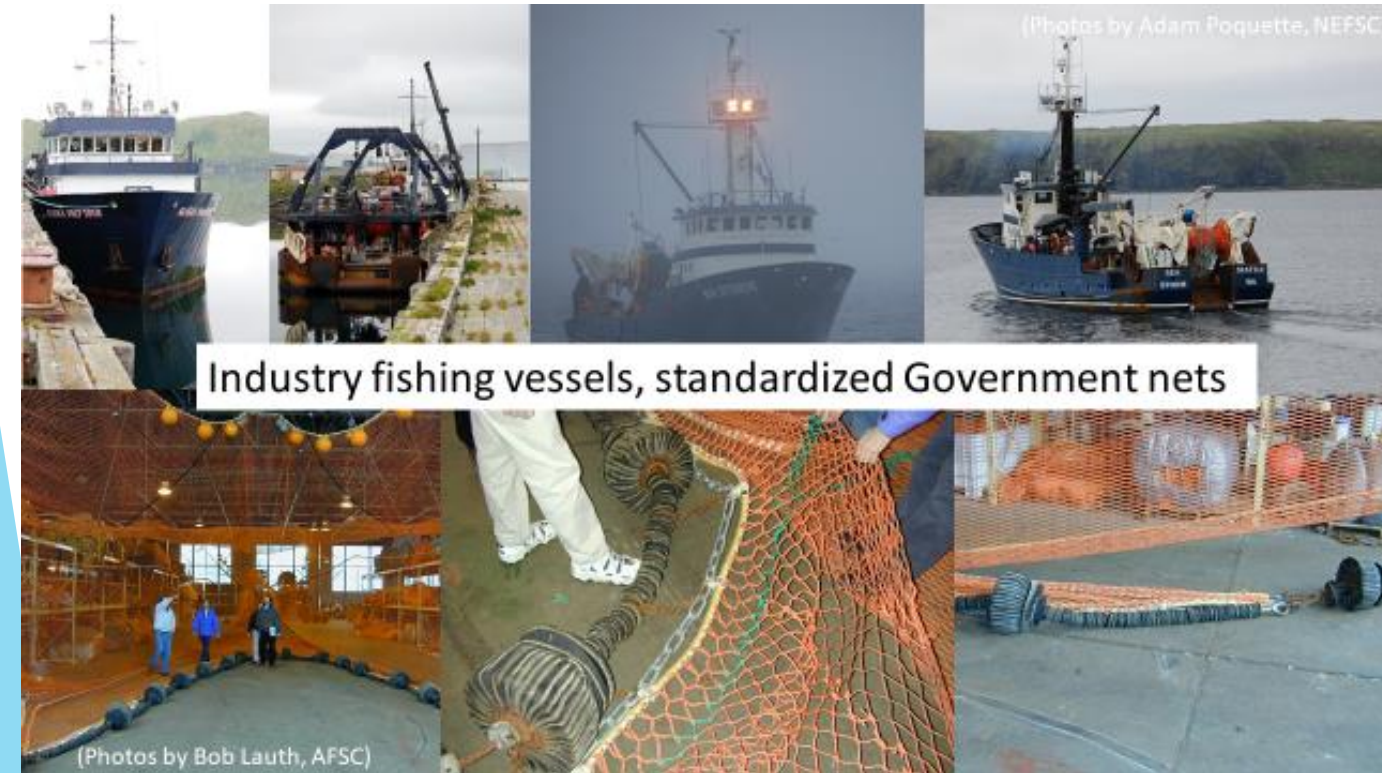 (Photos by Adam Poquette, NEFSC
Industry fishing vessels, standardized Government nets
(Photos by Bob Lauth, AFSC)